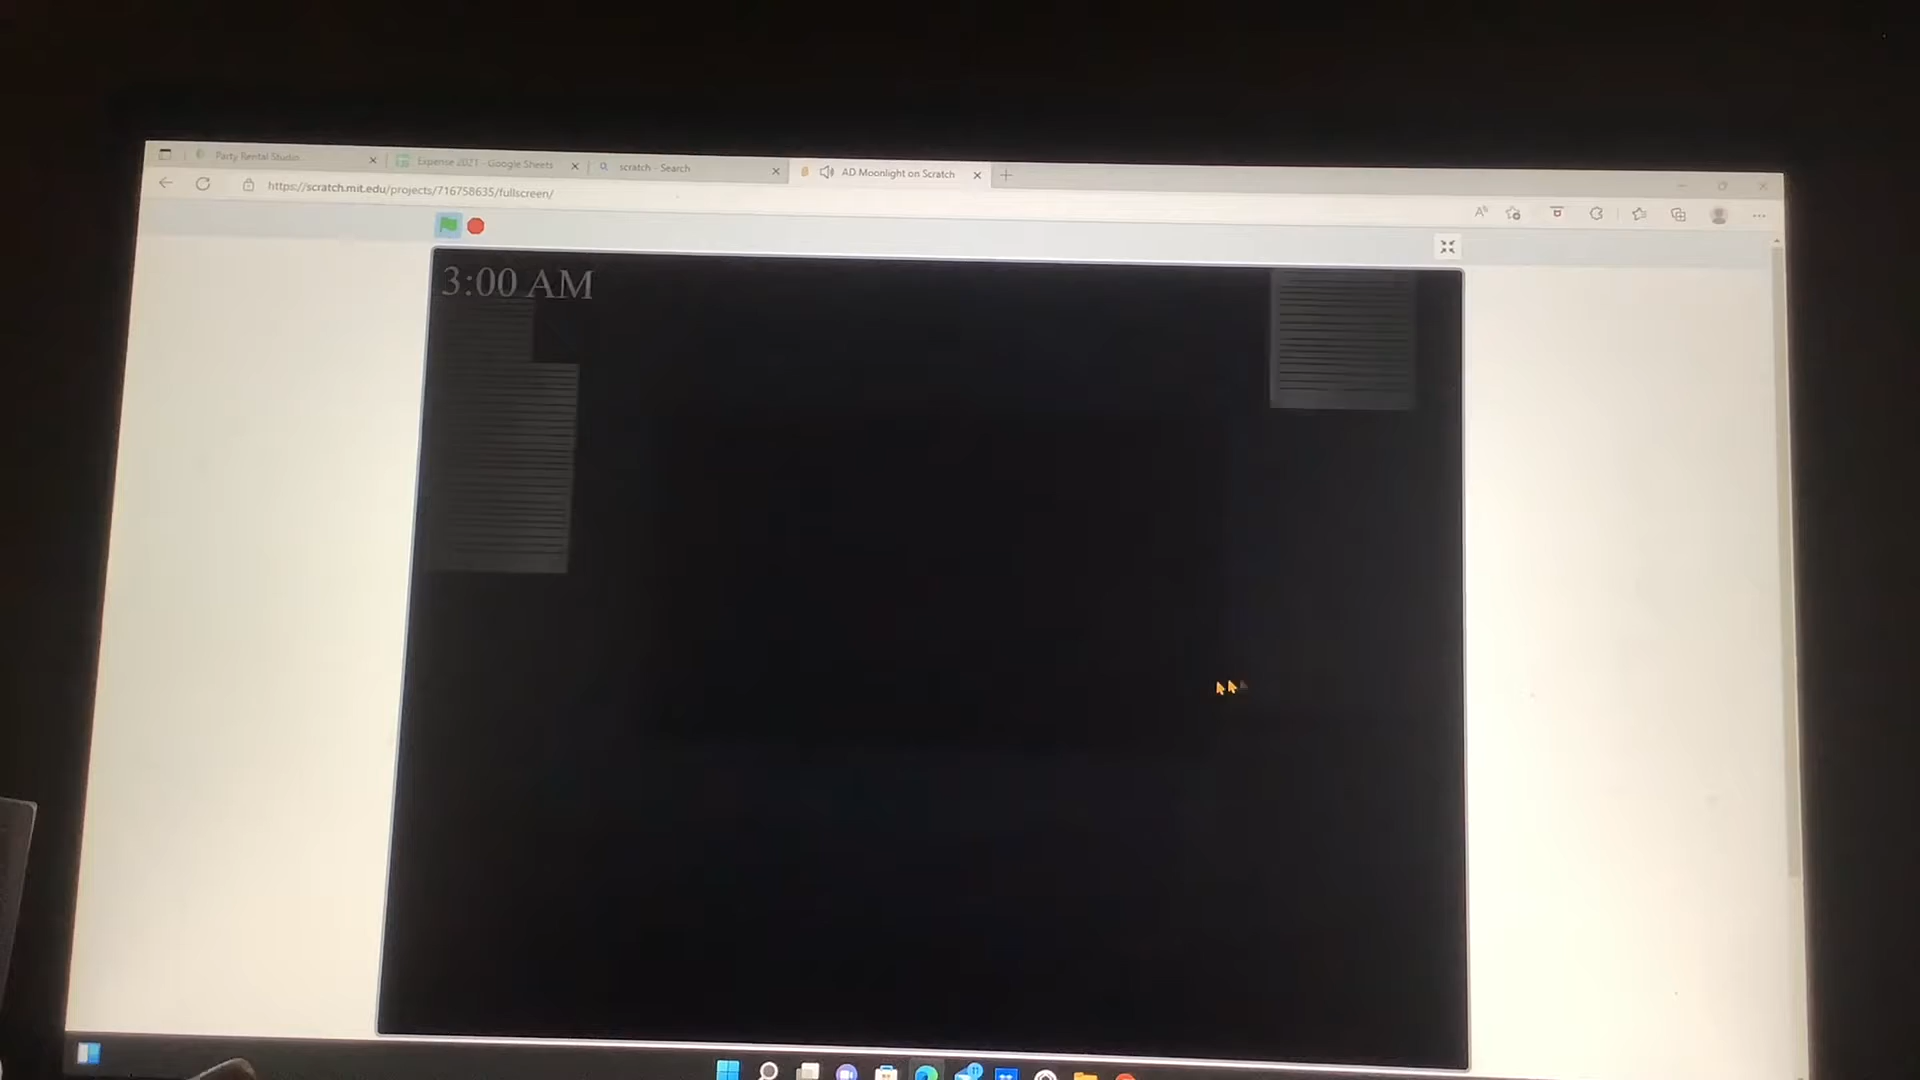 Party Rental Studio
Expense 2021 - Google Sheets
scratch - Search
AD Moonlight on Scratch
https://scratch.mit.edu/projects/716758635/fullscreen/
3:00 AM
11